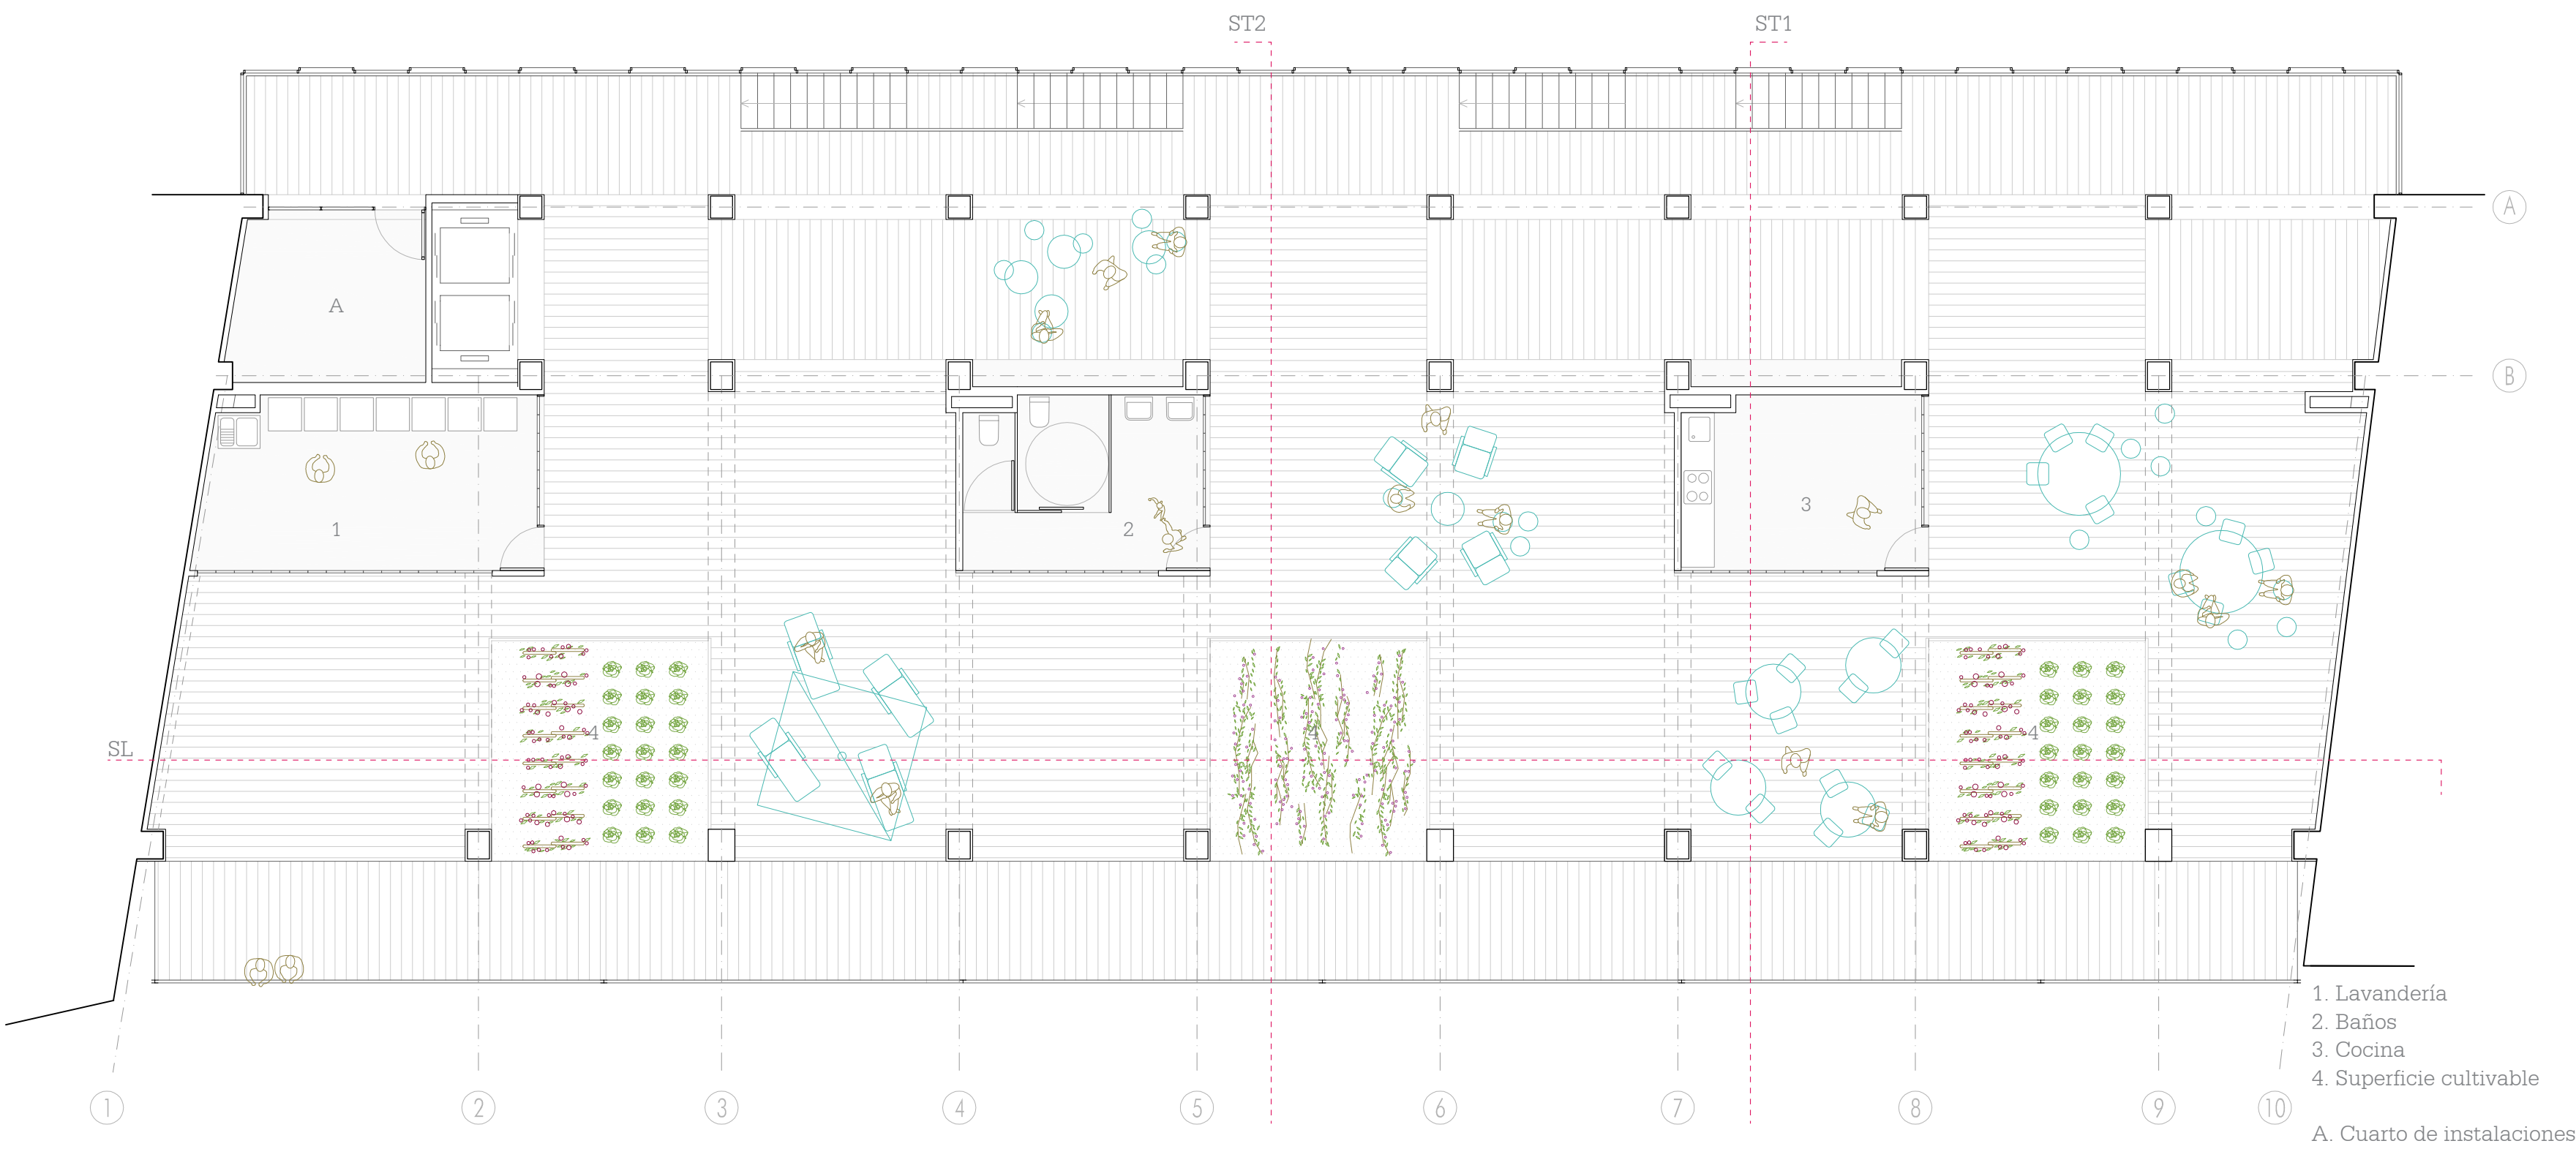 ST2
ST1
A
A
B
1
2
3
4
4
4
SL
1. Lavandería
2. Baños
3. Cocina
4. Superficie cultivable
1
2
3
4
5
6
7
8
9
10
A. Cuarto de instalaciones